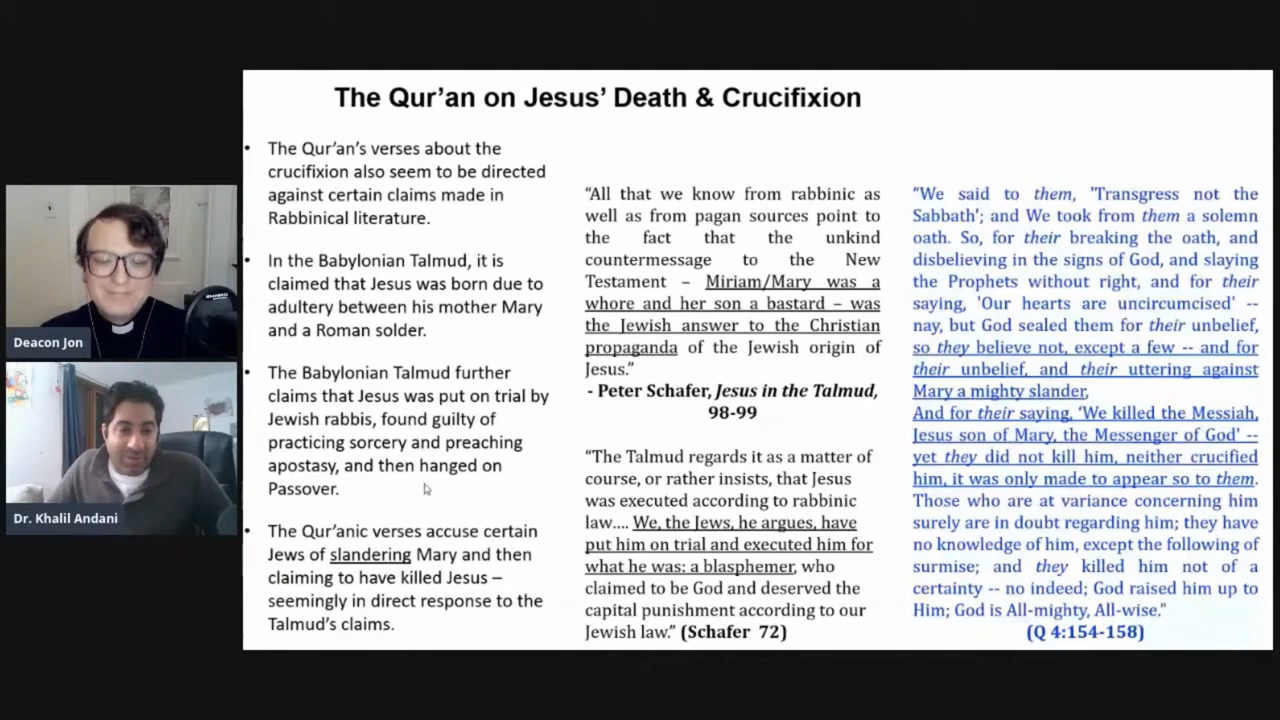 The Qur’an on Jesus’ Death & Crucifixion
• The Qur’an’s verses about the
crucifixion also seem to be directed
against certain claims made in
Rabbinical literature.
• In the Babylonian Talmud, it is
claimed that Jesus was born due to
adultery between his mother Mary
and a Roman solder.
• The Babylonian Talmud further
claims that Jesus was put on trial by
Jewish rabbis, found guilty of
practicing sorcery and preaching
apostasy, and then hanged on
Passover.
• The Qur’anic verses accuse certain
Jews of slandering Mary and then
claiming to have killed Jesus –
seemingly in direct response to the
Talmud’s claims.
“All that we know from rabbinic as
well as from pagan sources point to
the fact that the unkind
countermessage to the New
Testament – Miriam/Mary was a
whore and her son a bastard – was
the Jewish answer to the Christian
propaganda of the Jewish origin of
Jesus.”
- Peter Schafer, Jesus in the Talmud,
98-99
“The Talmud regards it as a matter of
course, or rather insists, that Jesus
was executed according to rabbinic
law…. We, the Jews, he argues, have
put him on trial and executed him for
what he was: a blasphemer, who
claimed to be God and deserved the
capital punishment according to our
Jewish law.” (Schafer 72)
“We said to them, 'Transgress not the
Sabbath'; and We took from them a solemn
oath. So, for their breaking the oath, and
disbelieving in the signs of God, and slaying
the Prophets without right, and for their
saying, 'Our hearts are uncircumcised' --
nay, but God sealed them for their unbelief,
so they believe not, except a few -- and for
their unbelief, and their uttering against
Mary a mighty slander,
And for their saying, ‘We killed the Messiah,
Jesus son of Mary, the Messenger of God' --
yet they did not kill him, neither crucified
him, it was only made to appear so to them.
Those who are at variance concerning him
surely are in doubt regarding him; they have
no knowledge of him, except the following of
surmise; and they killed him not of a
certainty -- no indeed; God raised him up to
Him; God is All-mighty, All-wise.”
(Q 4:154-158)
Deacon Jon
Dr. Khalil Andani